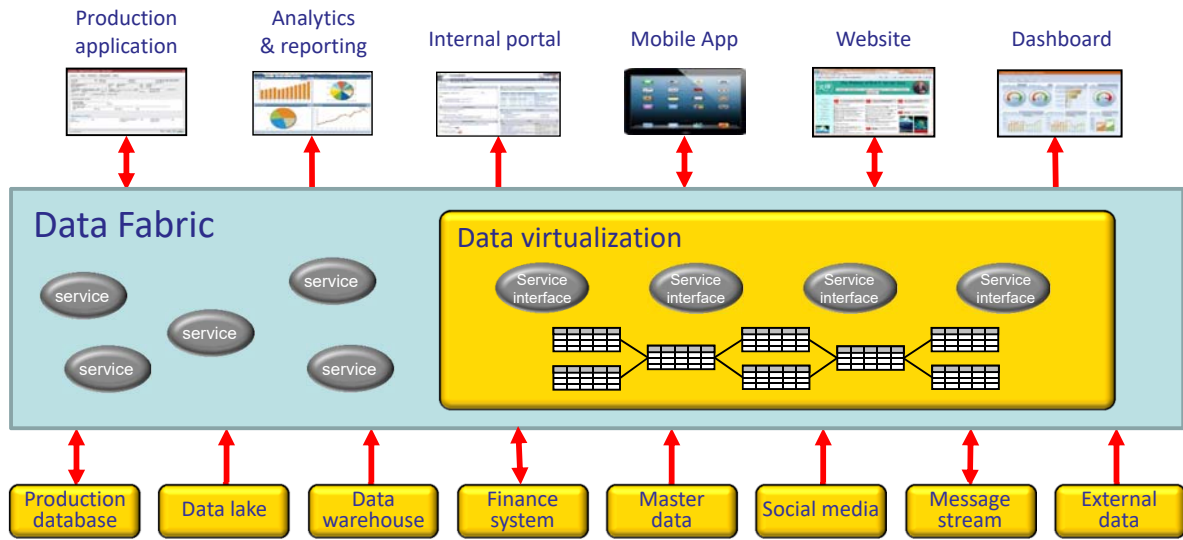 Production
application
Analytics
& reporting
Internal portal
Mobile App
Website
Dashboard
Data Fabric
Data virtualization
service
service
service
service
service
Service
interface
Service
interface
Service
interface
Service
interface
Production
database
Data lake
Data
warehouse
Finance
system
Master
data
Social media
Message
stream
External
data